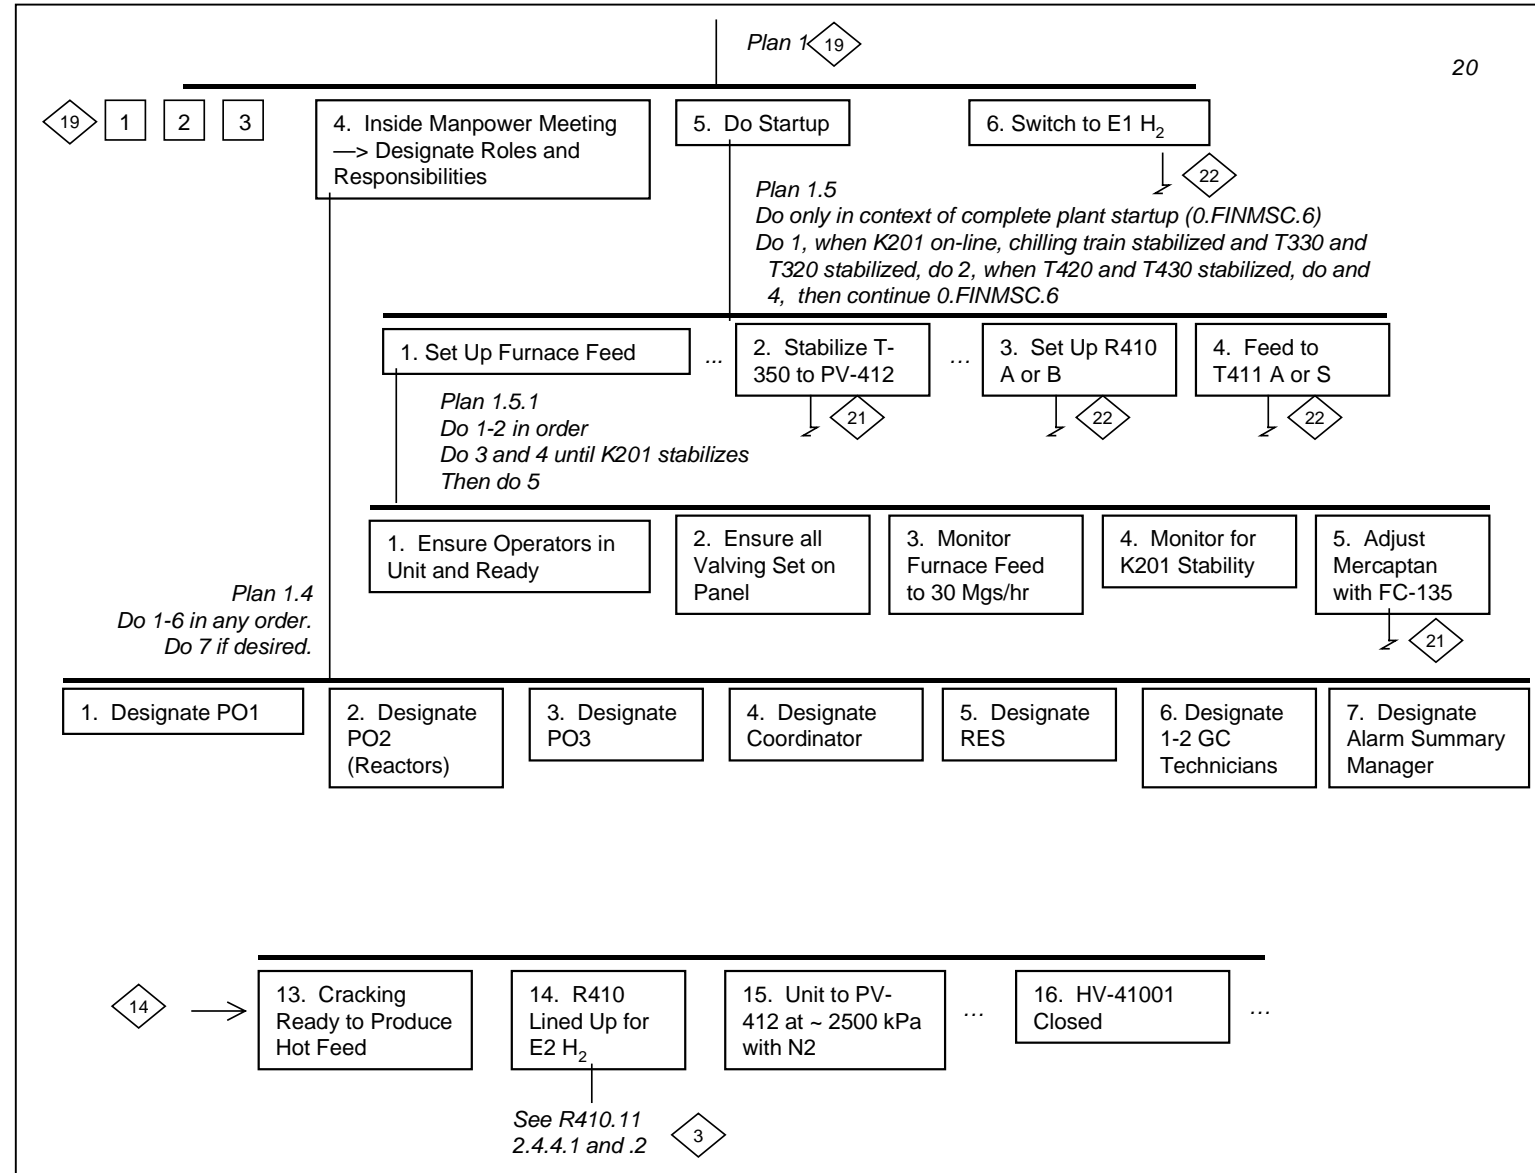 Plan 1
19
20
19
1
2
3
4. Inside Manpower Meeting
—> Designate Roles and
Responsibilities
5. Do Startup
6. Switch to E1 H2
22
Plan 1.5
Do only in context of complete plant startup (0.FINMSC.6)
Do 1, when K201 on-line, chilling train stabilized and T330 and
T320 stabilized, do 2, when T420 and T430 stabilized, do and
4, then continue 0.FINMSC.6
1. Set Up Furnace Feed
...
2. Stabilize T-
350 to PV-412
21
...
3. Set Up R410
A or B
22
4. Feed to
T411 A or S
22
Plan 1.5.1
Do 1-2 in order
Do 3 and 4 until K201 stabilizes
Then do 5
1. Ensure Operators in
Unit and Ready
2. Ensure all
Valving Set on
Panel
3. Monitor
Furnace Feed
to 30 Mgs/hr
4. Monitor for
K201 Stability
5. Adjust
Mercaptan
with FC-135
21
Plan 1.4
Do 1-6 in any order.
Do 7 if desired.
1. Designate PO1
2. Designate
PO2
(Reactors)
3. Designate
PO3
4. Designate
Coordinator
5. Designate
RES
6. Designate
1-2 GC
Technicians
7. Designate
Alarm Summary
Manager
14
13. Cracking
Ready to Produce
Hot Feed
14. R410
Lined Up for
E2 H2
See R410.11
2.4.4.1 and .2
3
15. Unit to PV-
412 at ~ 2500 kPa
with N2
...
16. HV-41001
Closed
...